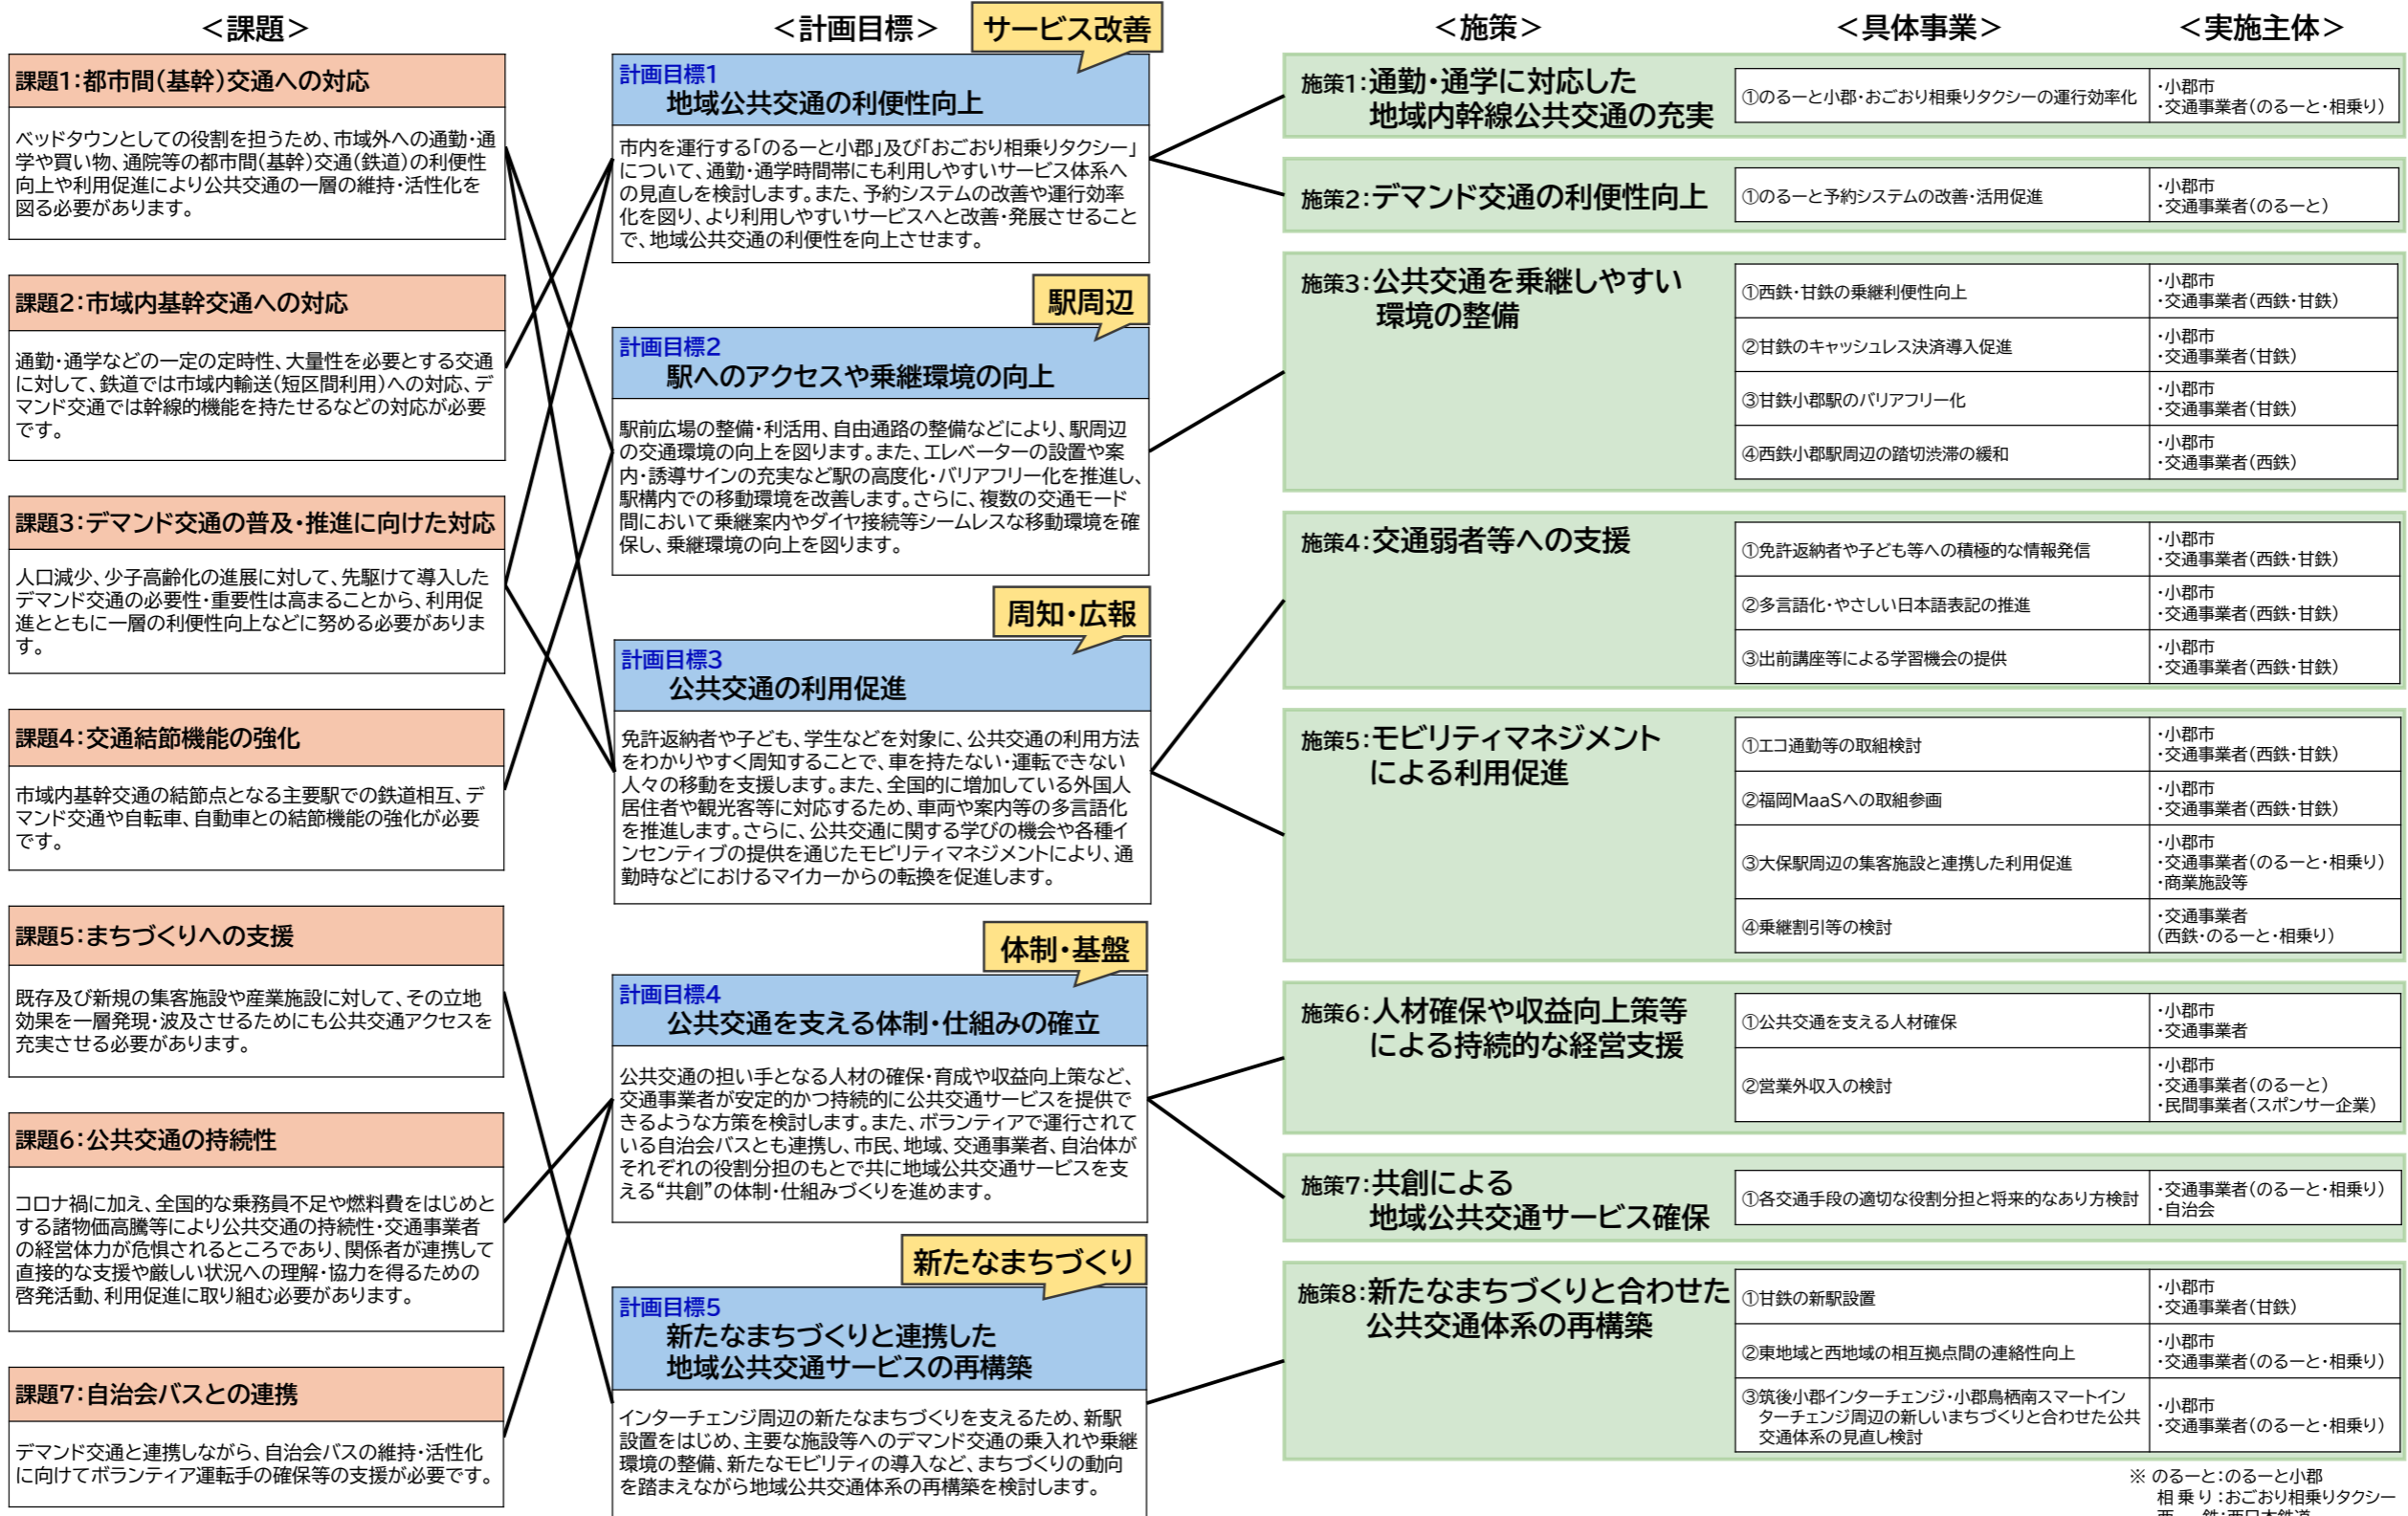 ＜課題＞
課題1：都市間（基幹）交通への対応
ベッドタウンとしての役割を担うため、市域外への通勤・通
学や買い物、通院等の都市間（基幹）交通（鉄道）の利便性
向上や利用促進により公共交通の一層の維持・活性化を
図る必要があります。
課題2：市域内基幹交通への対応
通勤・通学などの一定の定時性、大量性を必要とする交通
に対して、鉄道では市域内輸送（短区間利用）への対応、デ
マンド交通では幹線的機能を持たせるなどの対応が必要
です。
課題3：デマンド交通の普及・推進に向けた対応
人口減少、少子高齢化の進展に対して、先駆けて導入した
デマンド交通の必要性・重要性は高まることから、利用促
進とともに一層の利便性向上などに努める必要がありま
す。
課題4：交通結節機能の強化
市域内基幹交通の結節点となる主要駅での鉄道相互、デ
マンド交通や自転車、自動車との結節機能の強化が必要
です。
課題5：まちづくりへの支援
既存及び新規の集客施設や産業施設に対して、その立地
効果を一層発現・波及させるためにも公共交通アクセスを
充実させる必要があります。
課題6：公共交通の持続性
コロナ禍に加え、全国的な乗務員不足や燃料費をはじめと
する諸物価高騰等により公共交通の持続性・交通事業者
の経営体力が危惧されるところであり、関係者が連携して
直接的な支援や厳しい状況への理解・協力を得るための
啓発活動、利用促進に取り組む必要があります。
課題7：自治会バスとの連携
デマンド交通と連携しながら、自治会バスの維持・活性化
に向けてボランティア運転手の確保等の支援が必要です。
＜計画目標＞
サービス改善
計画目標1
地域公共交通の利便性向上
市内を運行する「のるーと小郡」及び「おごおり相乗りタクシー」
について、通勤・通学時間帯にも利用しやすいサービス体系へ
の見直しを検討します。また、予約システムの改善や運行効率
化を図り、より利用しやすいサービスへと改善・発展させること
で、地域公共交通の利便性を向上させます。
駅周辺
計画目標2
駅へのアクセスや乗継環境の向上
駅前広場の整備・利活用、自由通路の整備などにより、駅周辺
の交通環境の向上を図ります。また、エレベーターの設置や案
内・誘導サインの充実など駅の高度化・バリアフリー化を推進し、
駅構内での移動環境を改善します。さらに、複数の交通モード
間において乗継案内やダイヤ接続等シームレスな移動環境を確
保し、乗継環境の向上を図ります。
周知・広報
計画目標3
公共交通の利用促進
免許返納者や子ども、学生などを対象に、公共交通の利用方法
をわかりやすく周知することで、車を持たない・運転できない
人々の移動を支援します。また、全国的に増加している外国人
居住者や観光客等に対応するため、車両や案内等の多言語化
を推進します。さらに、公共交通に関する学びの機会や各種イ
ンセンティブの提供を通じたモビリティマネジメントにより、通
勤時などにおけるマイカーからの転換を促進します。
体制・基盤
計画目標4
公共交通を支える体制・仕組みの確立
公共交通の担い手となる人材の確保・育成や収益向上策など、
交通事業者が安定的かつ持続的に公共交通サービスを提供で
きるような方策を検討します。また、ボランティアで運行されて
いる自治会バスとも連携し、市民、地域、交通事業者、自治体が
それぞれの役割分担のもとで共に地域公共交通サービスを支
える“共創”の体制・仕組みづくりを進めます。
新たなまちづくり
計画目標5
新たなまちづくりと連携した
地域公共交通サービスの再構築
インターチェンジ周辺の新たなまちづくりを支えるため、新駅
設置をはじめ、主要な施設等へのデマンド交通の乗入れや乗継
環境の整備、新たなモビリティの導入など、まちづくりの動向
を踏まえながら地域公共交通体系の再構築を検討します。
＜施策＞
＜具体事業＞
＜実施主体＞
施策1：通勤・通学に対応した
地域内幹線公共交通の充実
①のるーと小郡・おごおり相乗りタクシーの運行効率化
・小郡市
・交通事業者（のるーと・相乗り）
施策2：デマンド交通の利便性向上
①のるーと予約システムの改善・活用促進
・小郡市
・交通事業者（のるーと）
施策3：公共交通を乗継しやすい
環境の整備
①西鉄・甘鉄の乗継利便性向上
・小郡市
・交通事業者（西鉄・甘鉄）
②甘鉄のキャッシュレス決済導入促進
・小郡市
・交通事業者（甘鉄）
③甘鉄小郡駅のバリアフリー化
・小郡市
・交通事業者（甘鉄）
④西鉄小郡駅周辺の踏切渋滞の緩和
・小郡市
・交通事業者（西鉄）
施策4：交通弱者等への支援
①免許返納者や子ども等への積極的な情報発信
・小郡市
・交通事業者（西鉄・甘鉄）
②多言語化・やさしい日本語表記の推進
・小郡市
・交通事業者（西鉄・甘鉄）
③出前講座等による学習機会の提供
・小郡市
・交通事業者（西鉄・甘鉄）
施策5：モビリティマネジメント
による利用促進
①エコ通勤等の取組検討
・小郡市
・交通事業者（西鉄・甘鉄）
②福岡MaaSへの取組参画
・小郡市
・交通事業者（西鉄・甘鉄）
③大保駅周辺の集客施設と連携した利用促進
・小郡市
・交通事業者（のるーと・相乗り）
・商業施設等
④乗継割引等の検討
・交通事業者
（西鉄・のるーと・相乗り）
施策6：人材確保や収益向上策等
による持続的な経営支援
①公共交通を支える人材確保
・小郡市
・交通事業者
②営業外収入の検討
・小郡市
・交通事業者（のるーと）
・民間事業者（スポンサー企業）
施策7：共創による
地域公共交通サービス確保
①各交通手段の適切な役割分担と将来的なあり方検討
・交通事業者（のるーと・相乗り）
・自治会
施策8：新たなまちづくりと合わせた
公共交通体系の再構築
①甘鉄の新駅設置
・小郡市
・交通事業者（甘鉄）
②東地域と西地域の相互拠点間の連絡性向上
・小郡市
・交通事業者（のるーと・相乗り）
③筑後小郡インターチェンジ・小郡鳥栖南スマートイン
ターチェンジ周辺の新しいまちづくりと合わせた公共
交通体系の見直し検討
・小郡市
・交通事業者（のるーと・相乗り）
※ のるーと：のるーと小郡
相 乗 り：おごおり相乗りタクシー
西 鉄：西日本鉄道